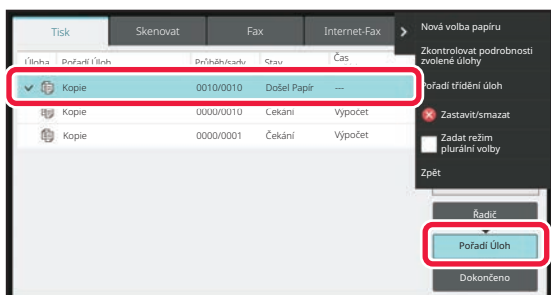 Tisk Skenovat Fax Internet-Fax
Úloha Pořadí Úloh Průběh/sady Stav Čas
Kopie 0010/0010 Došel Papír ---
Kopie 0000/0010 Čekání Výpočet
Kopie 0000/0001 Čekání Výpočet
Nová volba papíru
Zkontrolovat podrobnosti
zvolené úlohy
Pořadí třídění úloh
Zastavit/smazat
Zadat režim
plurální volby
Zpět
Řadič
Pořadí Úloh
Dokončeno